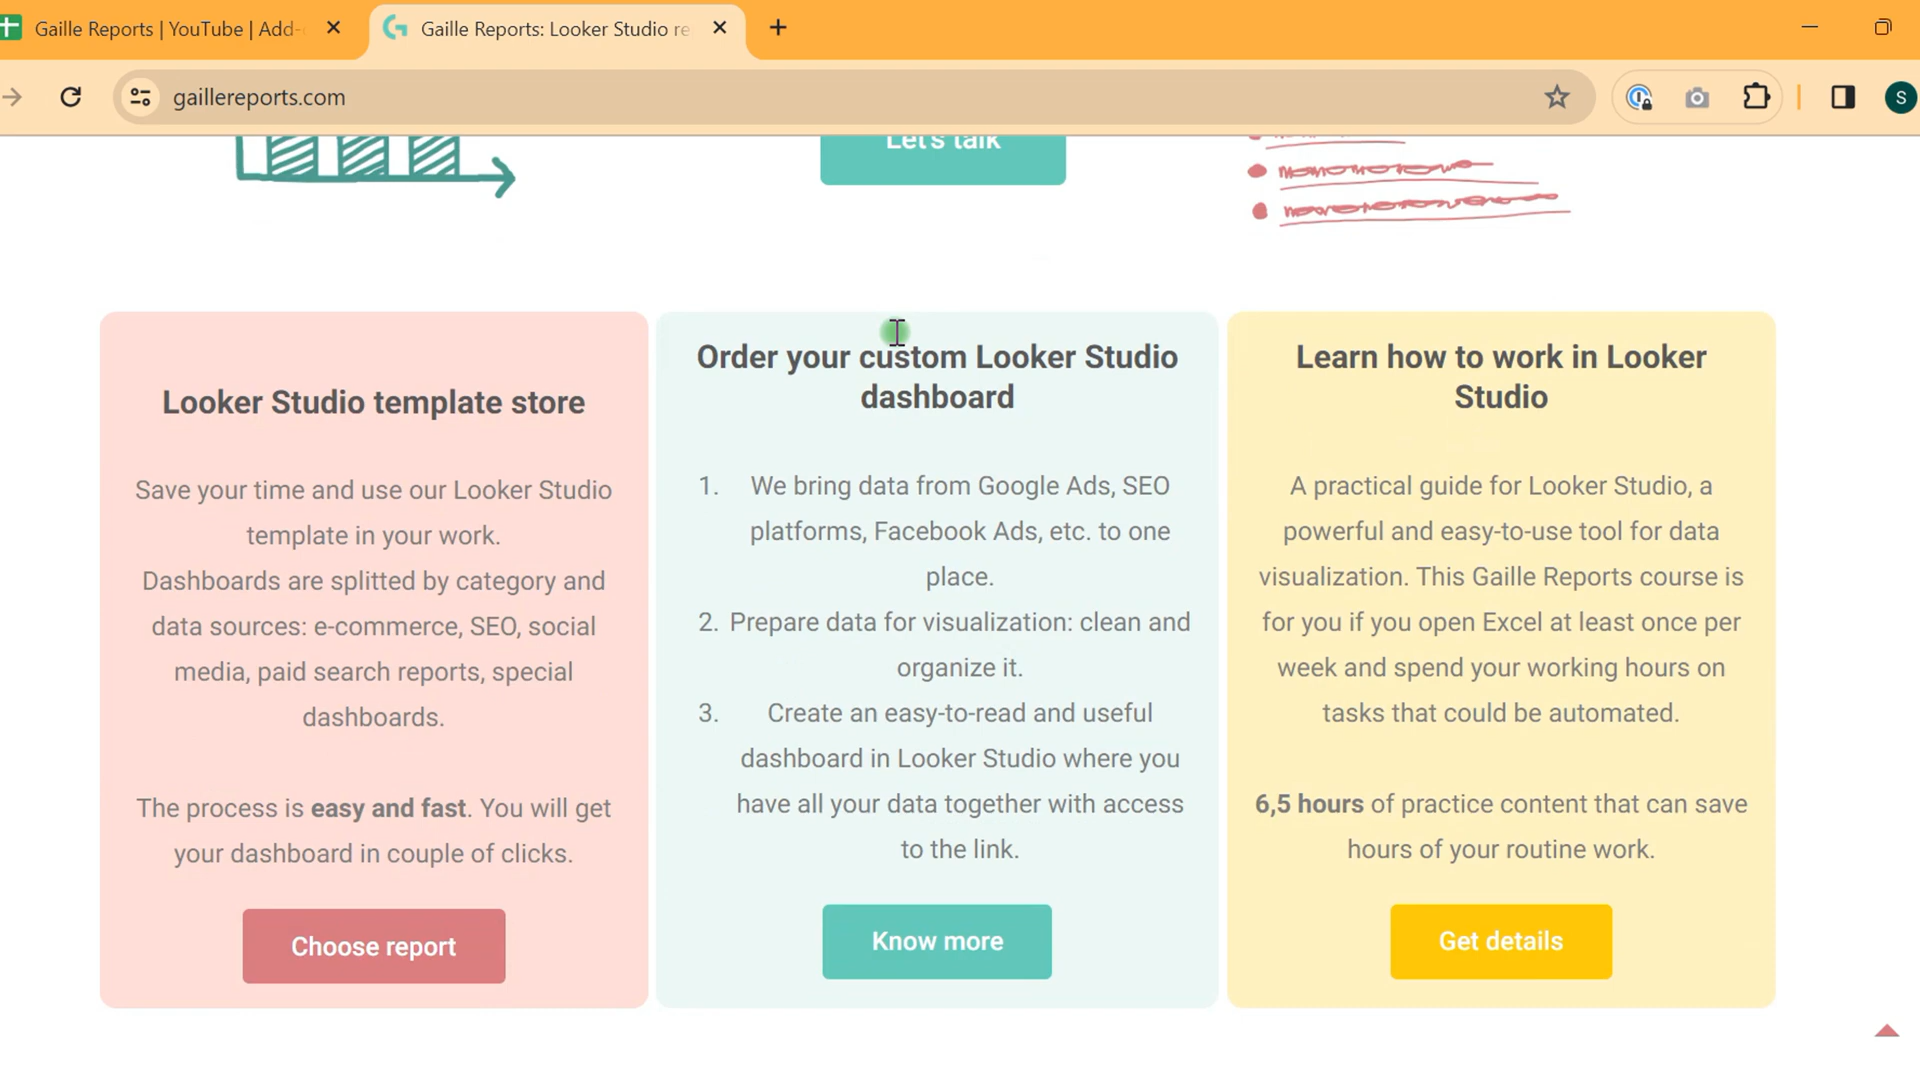 Gaille Reports | YouTube | Add-
Gaille Reports: Looker Studio re
gaillereports.com
S
Let's talk
Looker Studio template store
Save your time and use our Looker Studio
template in your work.
Dashboards are splitted by category and
data sources: e-commerce, SEO, social
media, paid search reports, special
dashboards.
The process is easy and fast. You will get
your dashboard in couple of clicks.
Choose report
Order your custom Looker Studio
dashboard
1. We bring data from Google Ads, SEO
platforms, Facebook Ads, etc. to one
place.
2. Prepare data for visualization: clean and
organize it.
3. Create an easy-to-read and useful
dashboard in Looker Studio where you
have all your data together with access
to the link.
Know more
Learn how to work in Looker
Studio
A practical guide for Looker Studio, a
powerful and easy-to-use tool for data
visualization. This Gaille Reports course is
for you if you open Excel at least once per
week and spend your working hours on
tasks that could be automated.
6,5 hours of practice content that can save
hours of your routine work.
Get details